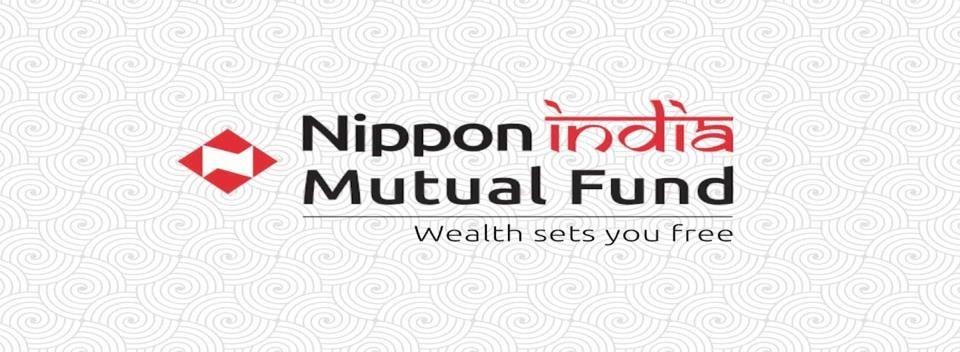 Nippon india
Mutual Fund
Wealth sets you free